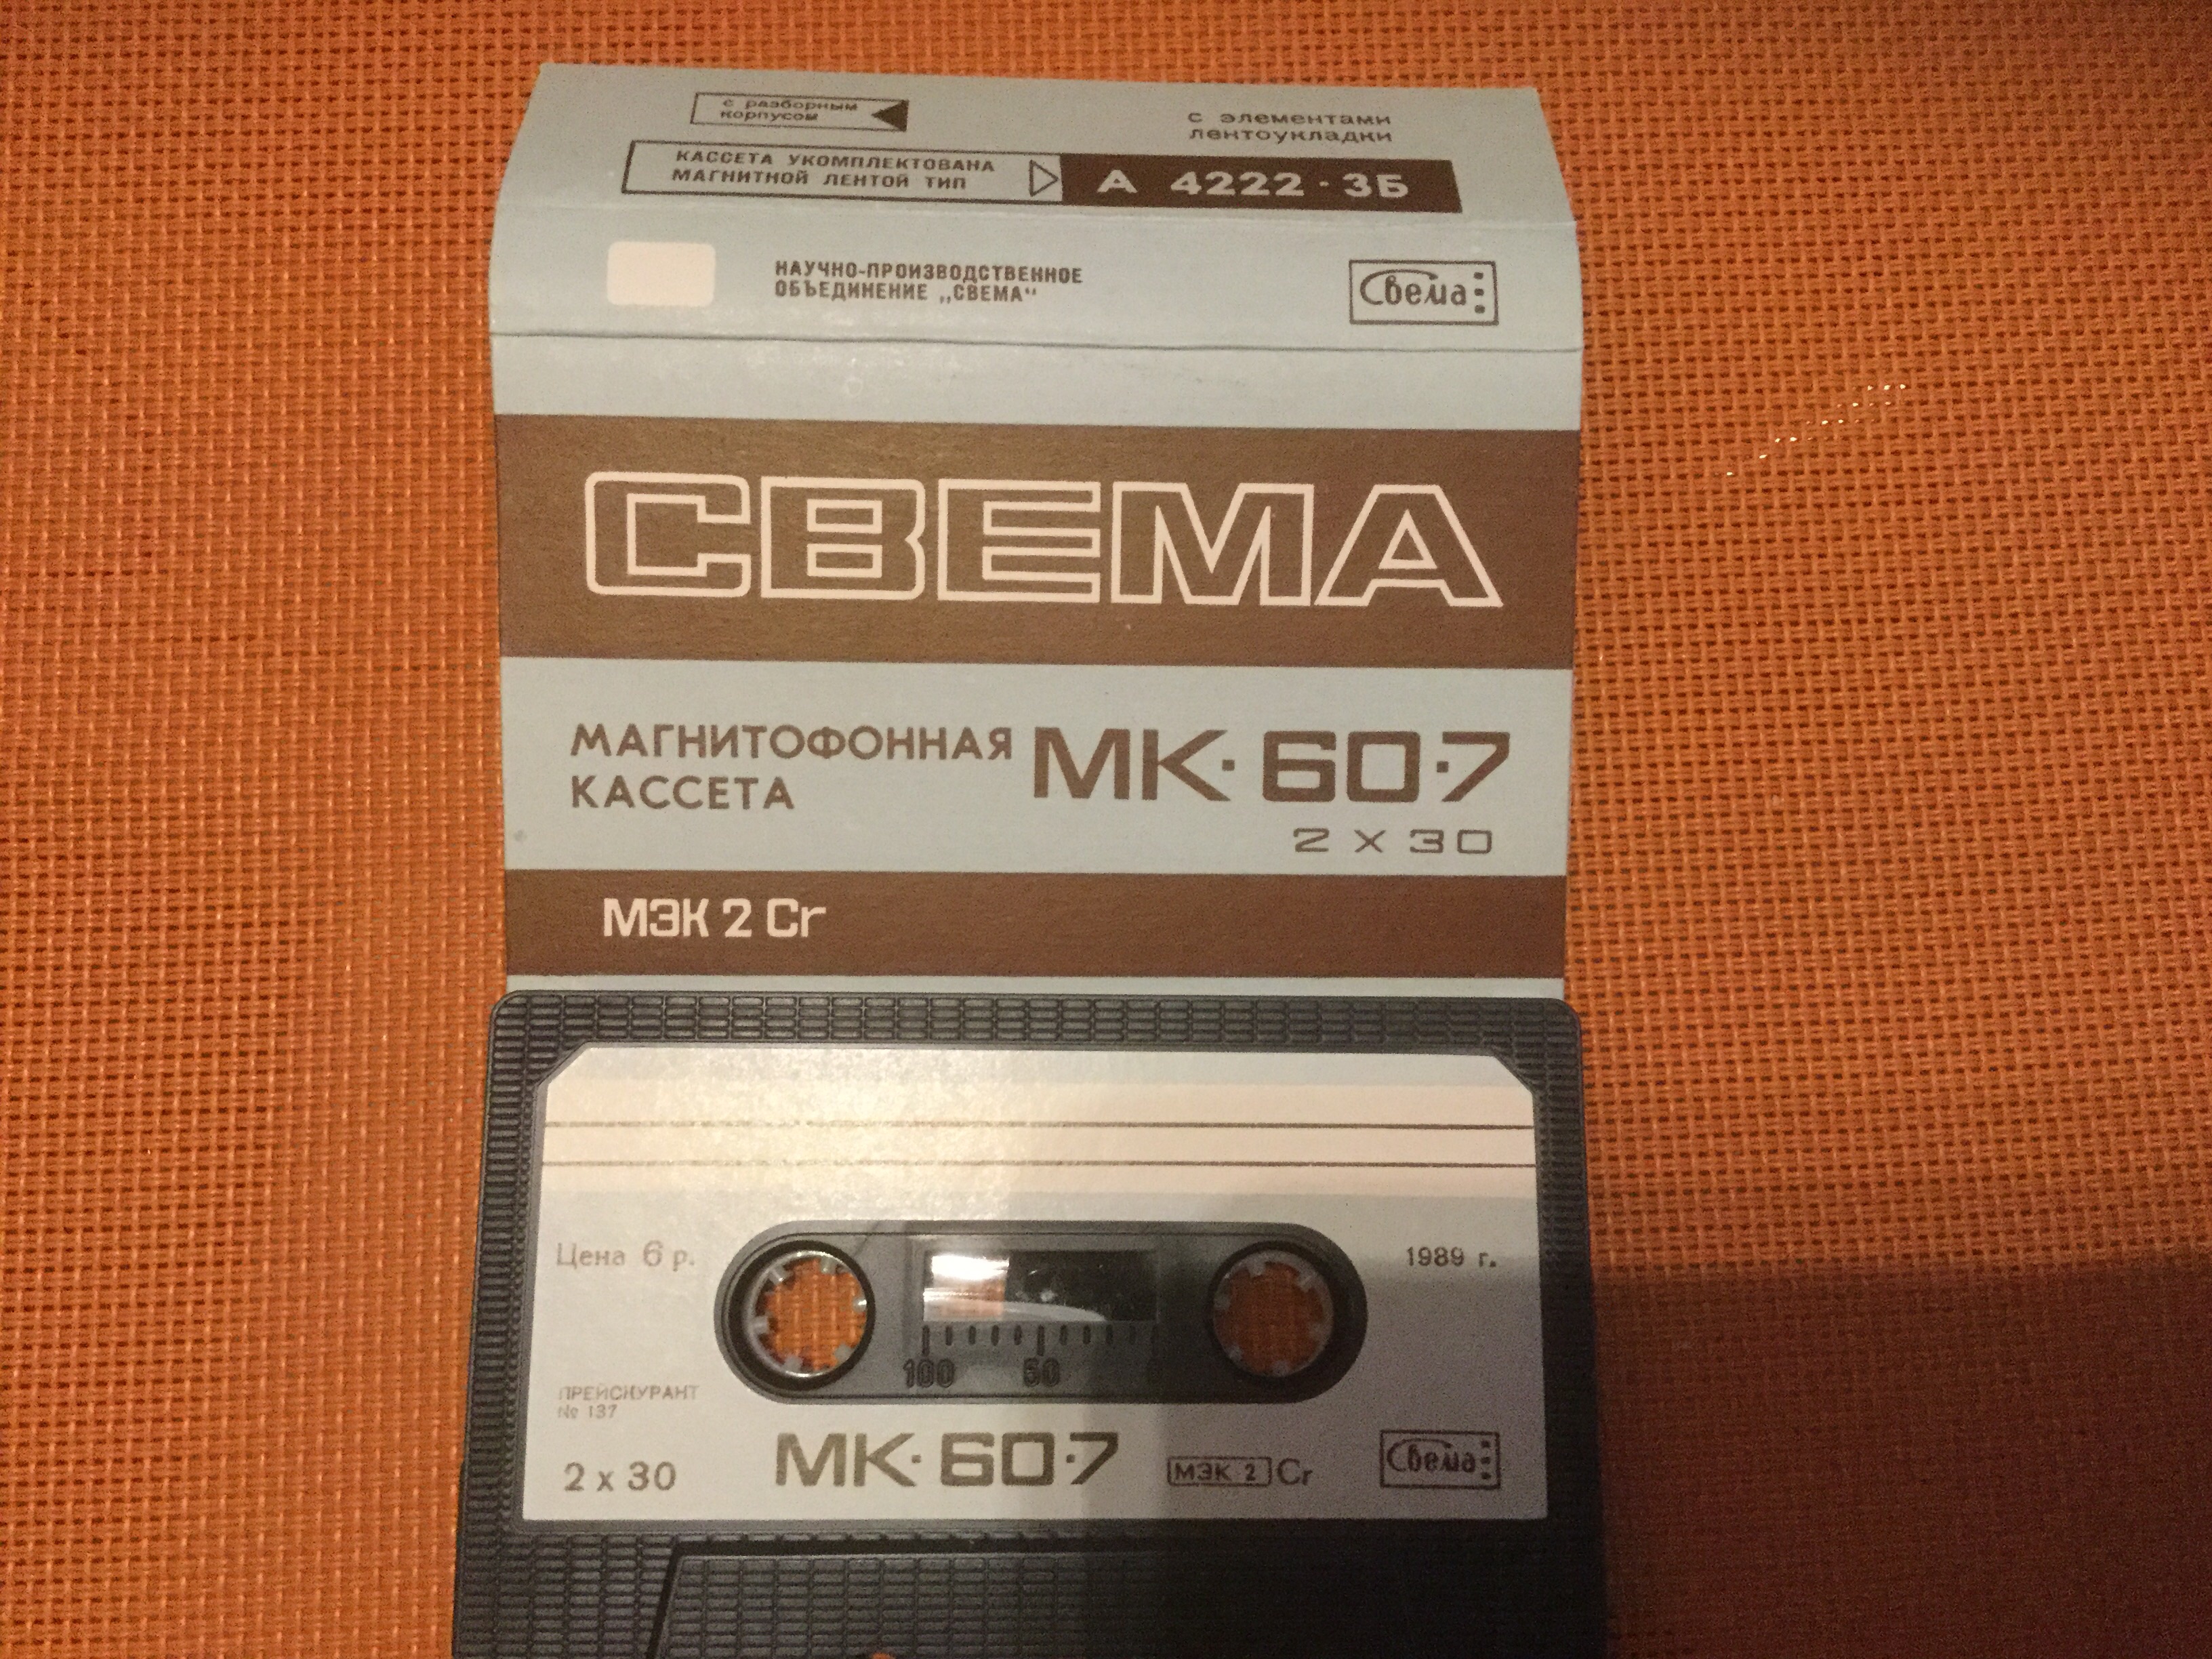 с разборным
корпусом
с элементами
лентоукладки
КАССЕТА УКОМПЛЕКТОВАНА
МАГНИТНОЙ ЛЕНТОЙ ТИП
А 4222-3Б
НАУЧНО-ПРОИЗВОДСТВЕННОЕ
ОБЪЕДИНЕНИЕ „СВЕМА“
Свема
СВЕМА
МАГНИТОФОННАЯ
КАССЕТА
МК·60·7
2 X 30
МЭК 2 Cr
Цена 6 р.
1989 г.
100 50
ПРЕЙСКУРАНТ
№ 137
2 x 30
МК·60·7
МЭК 2 Cr
Свема